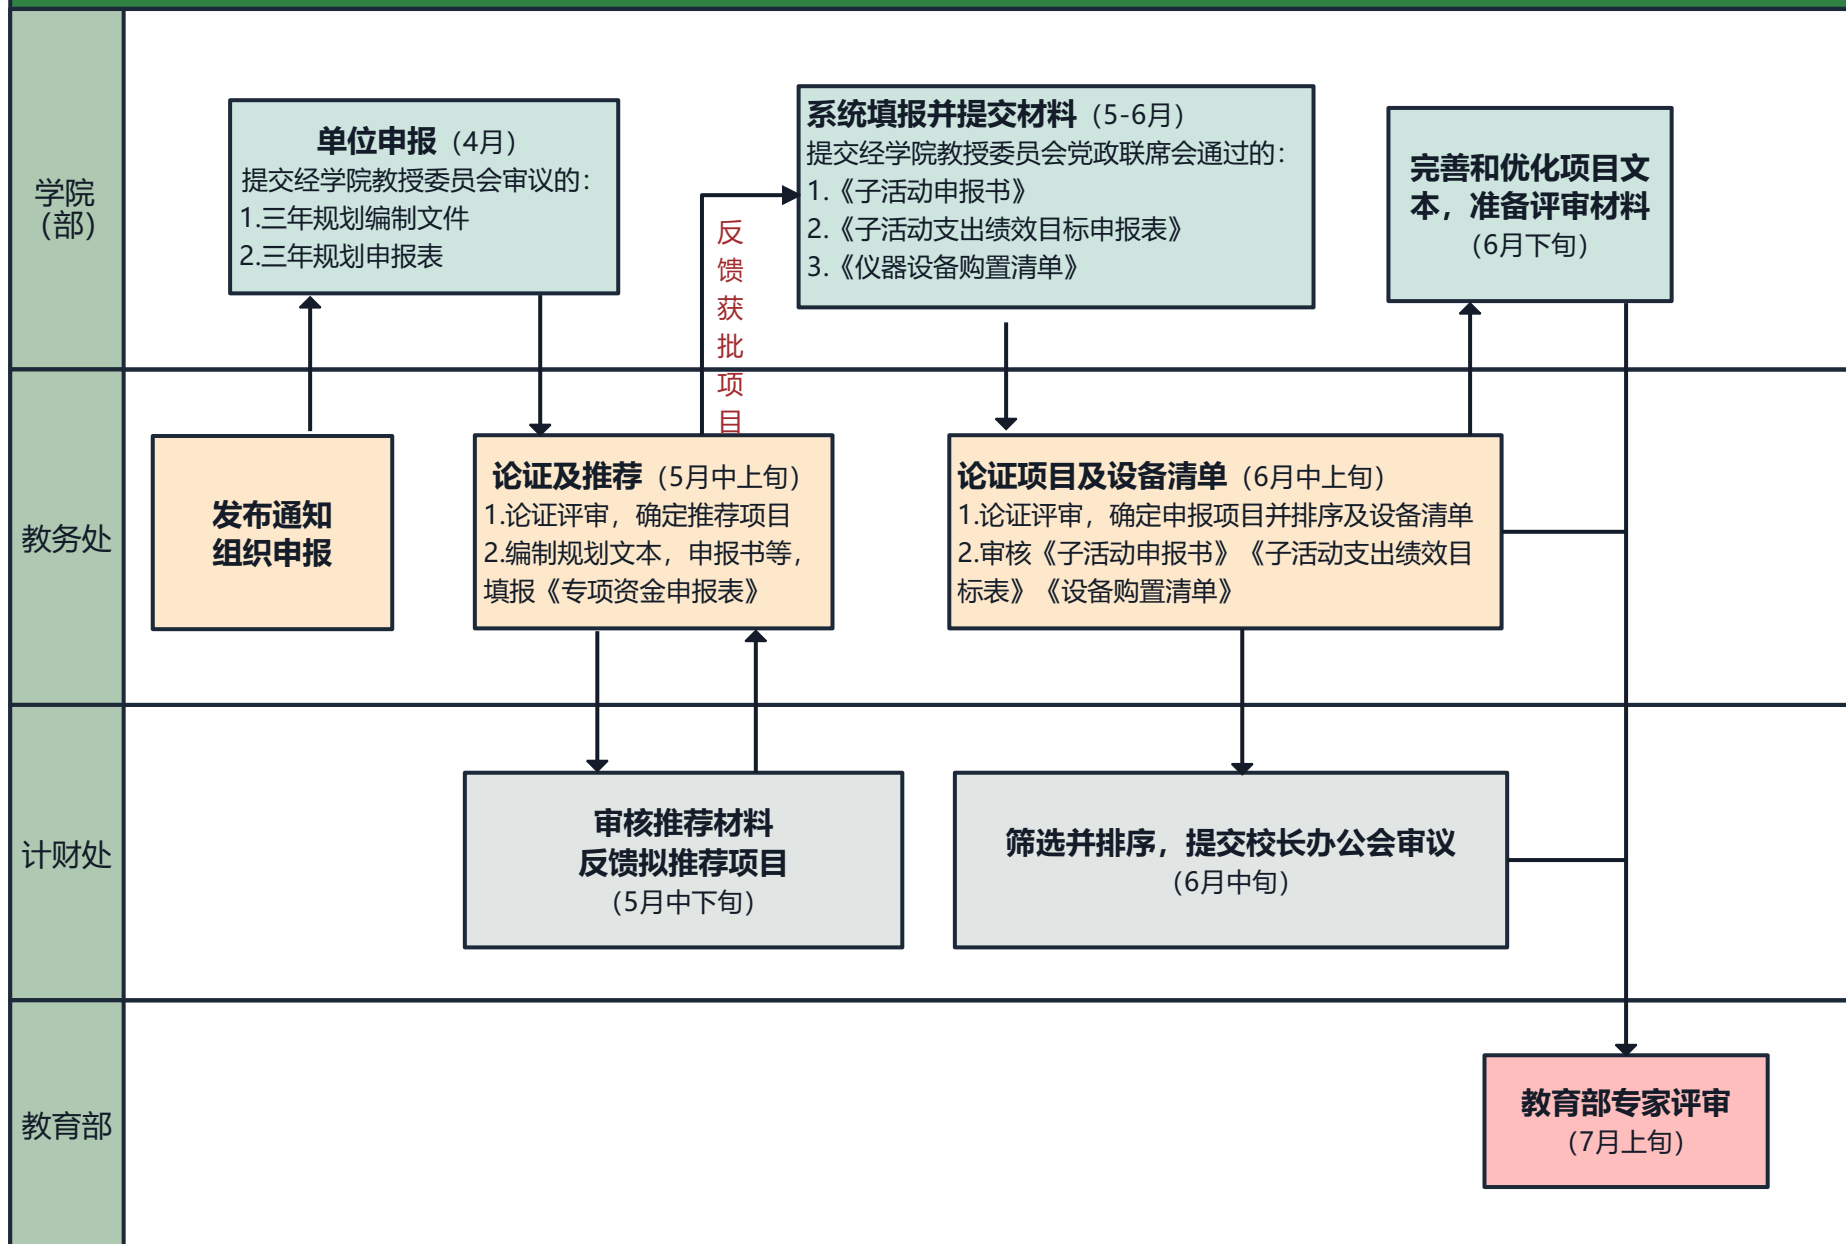 学院
（部）
单位申报（4月）
提交经学院教授委员会审议的：
1.三年规划编制文件
2.三年规划申报表
反
馈
获
批
项
目
系统填报并提交材料（5-6月）
提交经学院教授委员会党政联席会通过的：
1.《子活动申报书》
2.《子活动支出绩效目标申报表》
3.《仪器设备购置清单》
完善和优化项目文
本，准备评审材料
（6月下旬）
教务处
发布通知
组织申报
论证及推荐（5月中上旬）
1.论证评审，确定推荐项目
2.编制规划文本，申报书等，
填报《专项资金申报表》
论证项目及设备清单（6月中上旬）
1.论证评审，确定申报项目并排序及设备清单
2.审核《子活动申报书》《子活动支出绩效目
标表》《设备购置清单》
计财处
审核推荐材料
反馈拟推荐项目
（5月中下旬）
筛选并排序，提交校长办公会审议
（6月中旬）
教育部
教育部专家评审
（7月上旬）